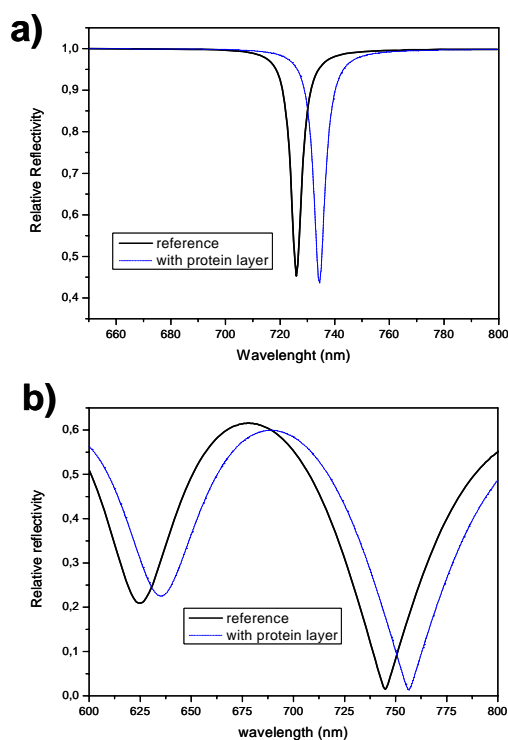 a)
1,0
0,9
0,8
0,7
0,6
0,5
0,4
Relative Reflectivity
reference
with protein layer
660 680 700 720 740 760 780 800
Wavelenght (nm)
b)
0,6
0,5
0,4
0,3
0,2
0,1
0,0
Relative reflectivity
reference
with protein layer
600 625 650 675 700 725 750 775 800
wavelength (nm)